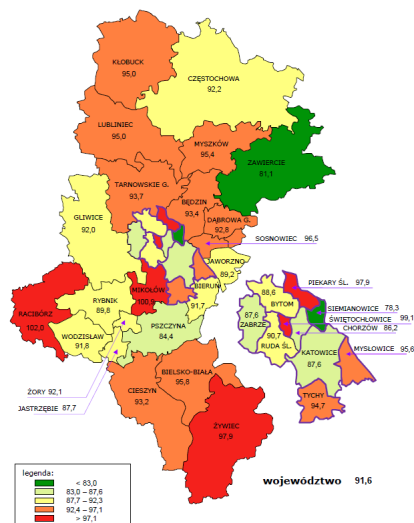 KŁOBUCK
95,0
CZĘSTOCHOWA
92,2
LUBLINIEC
95,0
MYSZKÓW
95,4
ZAWIERCIE
81,1
TARNOWSKIE G.
93,7
BĘDZIN
93,4
DĄBROWA G.
92,8
GLIWICE
92,0
SOSNOWIEC 96,5
JAWORZNO
89,2
MIKOŁÓW
100,9
BIERUŃ
91,7
RACIBÓRZ
102,0
RYBNIK
89,8
WODZISŁAW
91,8
PSZCZYNA
84,4
88,6
BYTOM
PIEKARY ŚL. 97,9
SIEMIANOWICE 78,3
ŚWIĘTOCHŁOWICE 99,1
CHORZÓW 86,2
87,6
ZABRZE
90,7
RUDA ŚL.
KATOWICE
87,6
MYSŁOWICE 95,6
TYCHY
94,7
ŻORY 92,1
JASTRZĘBIE 87,7
CIESZYN
93,2
BIELSKO-BIAŁA
95,8
ŻYWIEC
97,9
województwo 91,6
legenda:
< 83,0
83,0 – 87,6
87,7 – 92,3
92,4 – 97,1
> 97,1